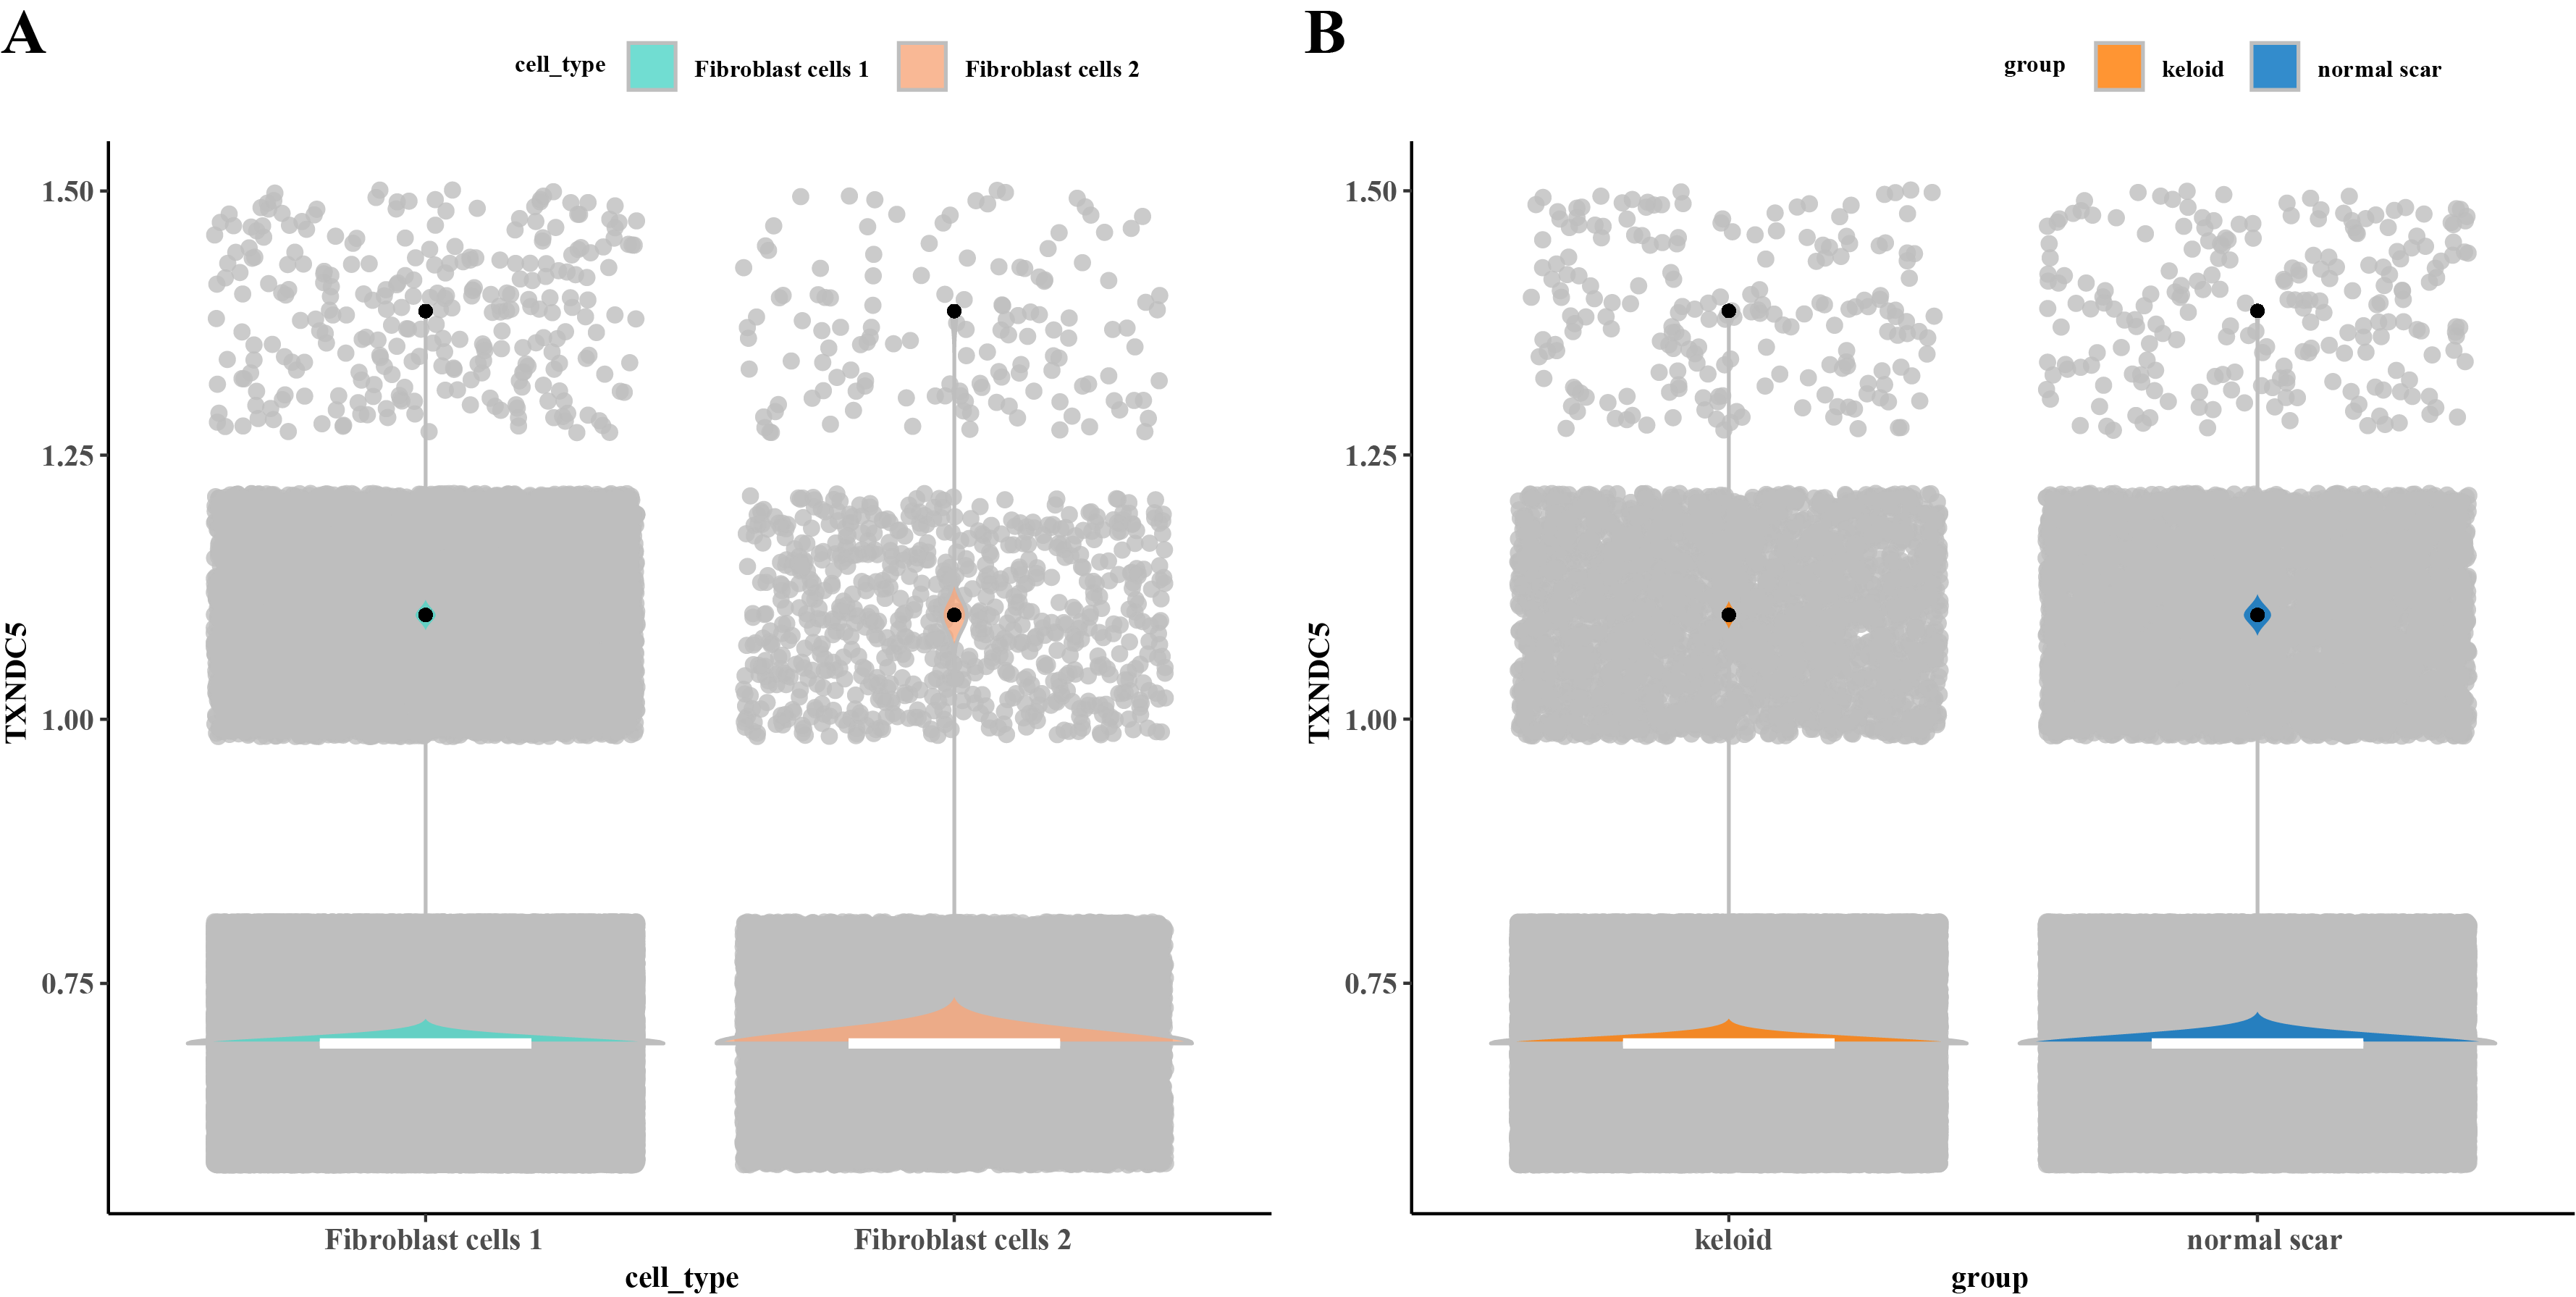 A
cell_type Fibroblast cells 1 Fibroblast cells 2
TXNDC5
1.50
1.25
1.00
0.75
Fibroblast cells 1 Fibroblast cells 2
cell_type
B
group keloid normal scar
TXNDC5
1.50
1.25
1.00
0.75
keloid normal scar
group